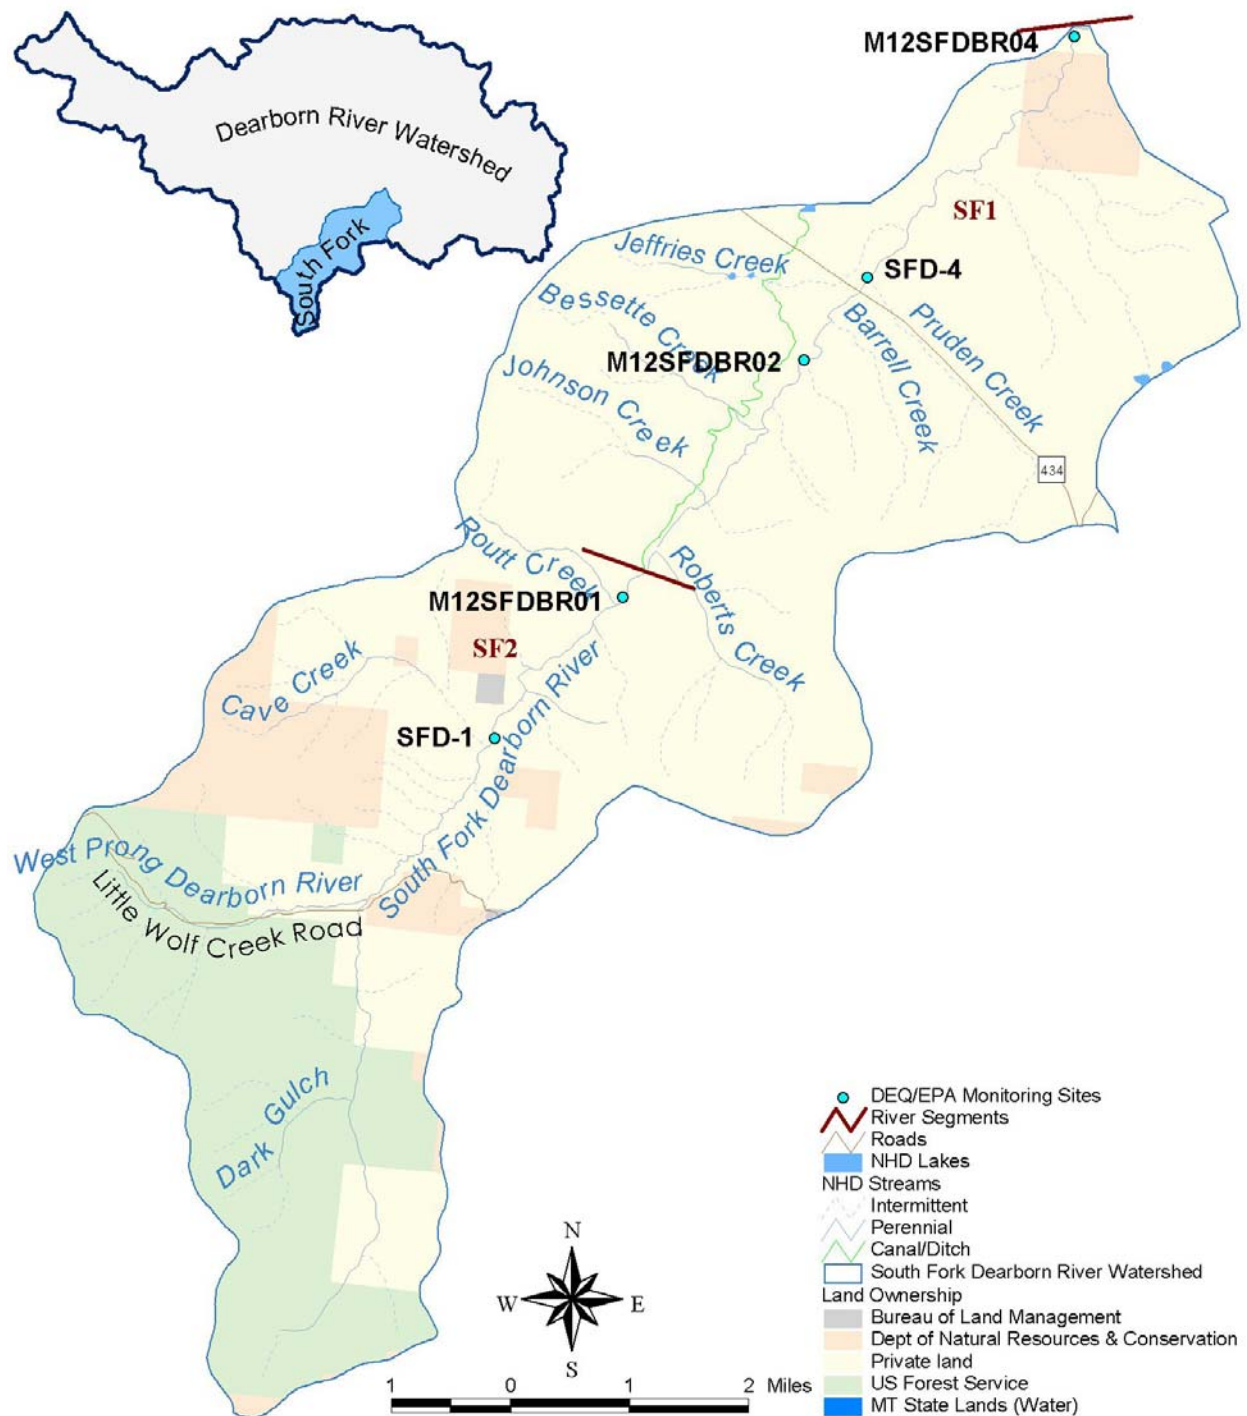 M12SFDBR04
Dearborn River Watershed
South Fork
SF1
Jeffries Creek
SFD-4
Bessette Creek
M12SFDBR02
Barrell Creek
Pruden Creek
Johnson Creek
434
Routt Creek
Roberts Creek
M12SFDBR01
SF2
Cave Creek
SFD-1
South Fork Dearborn River
West Prong Dearborn River
Little Wolf Creek Road
Dark Gulch
N
W E
S
1 0 1 2 Miles
DEQ/EPA Monitoring Sites
River Segments
Roads
NHD Lakes
NHD Streams
Intermittent
Perennial
Canal/Ditch
South Fork Dearborn River Watershed
Land Ownership
Bureau of Land Management
Dept of Natural Resources & Conservation
Private land
US Forest Service
MT State Lands (Water)